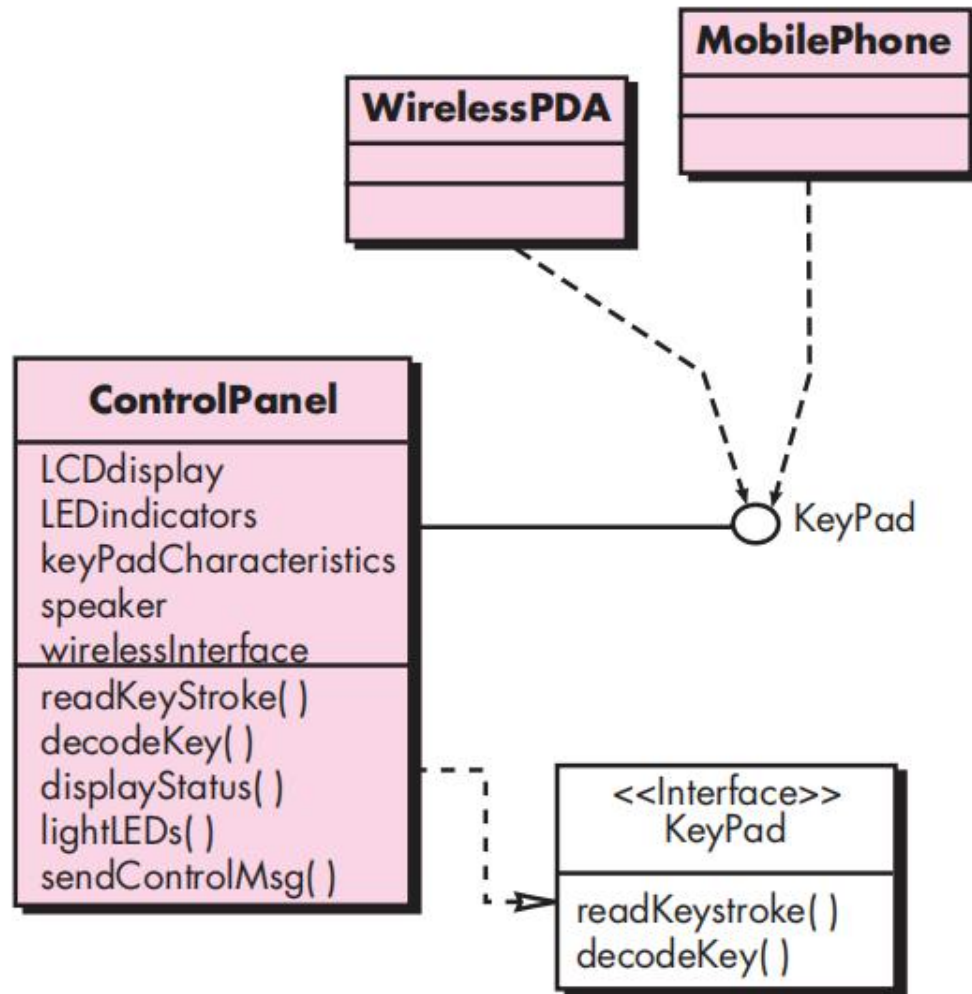 MobilePhone
WirelessPDA
ControlPanel
LCDdisplay
LEDindicators
keyPadCharacteristics
speaker
wirelessInterface
readKeyStroke( )
decodeKey( )
displayStatus( )
lightLEDs( )
sendControlMsg( )
KeyPad
<<Interface>>
KeyPad
readKeystroke( )
decodeKey( )